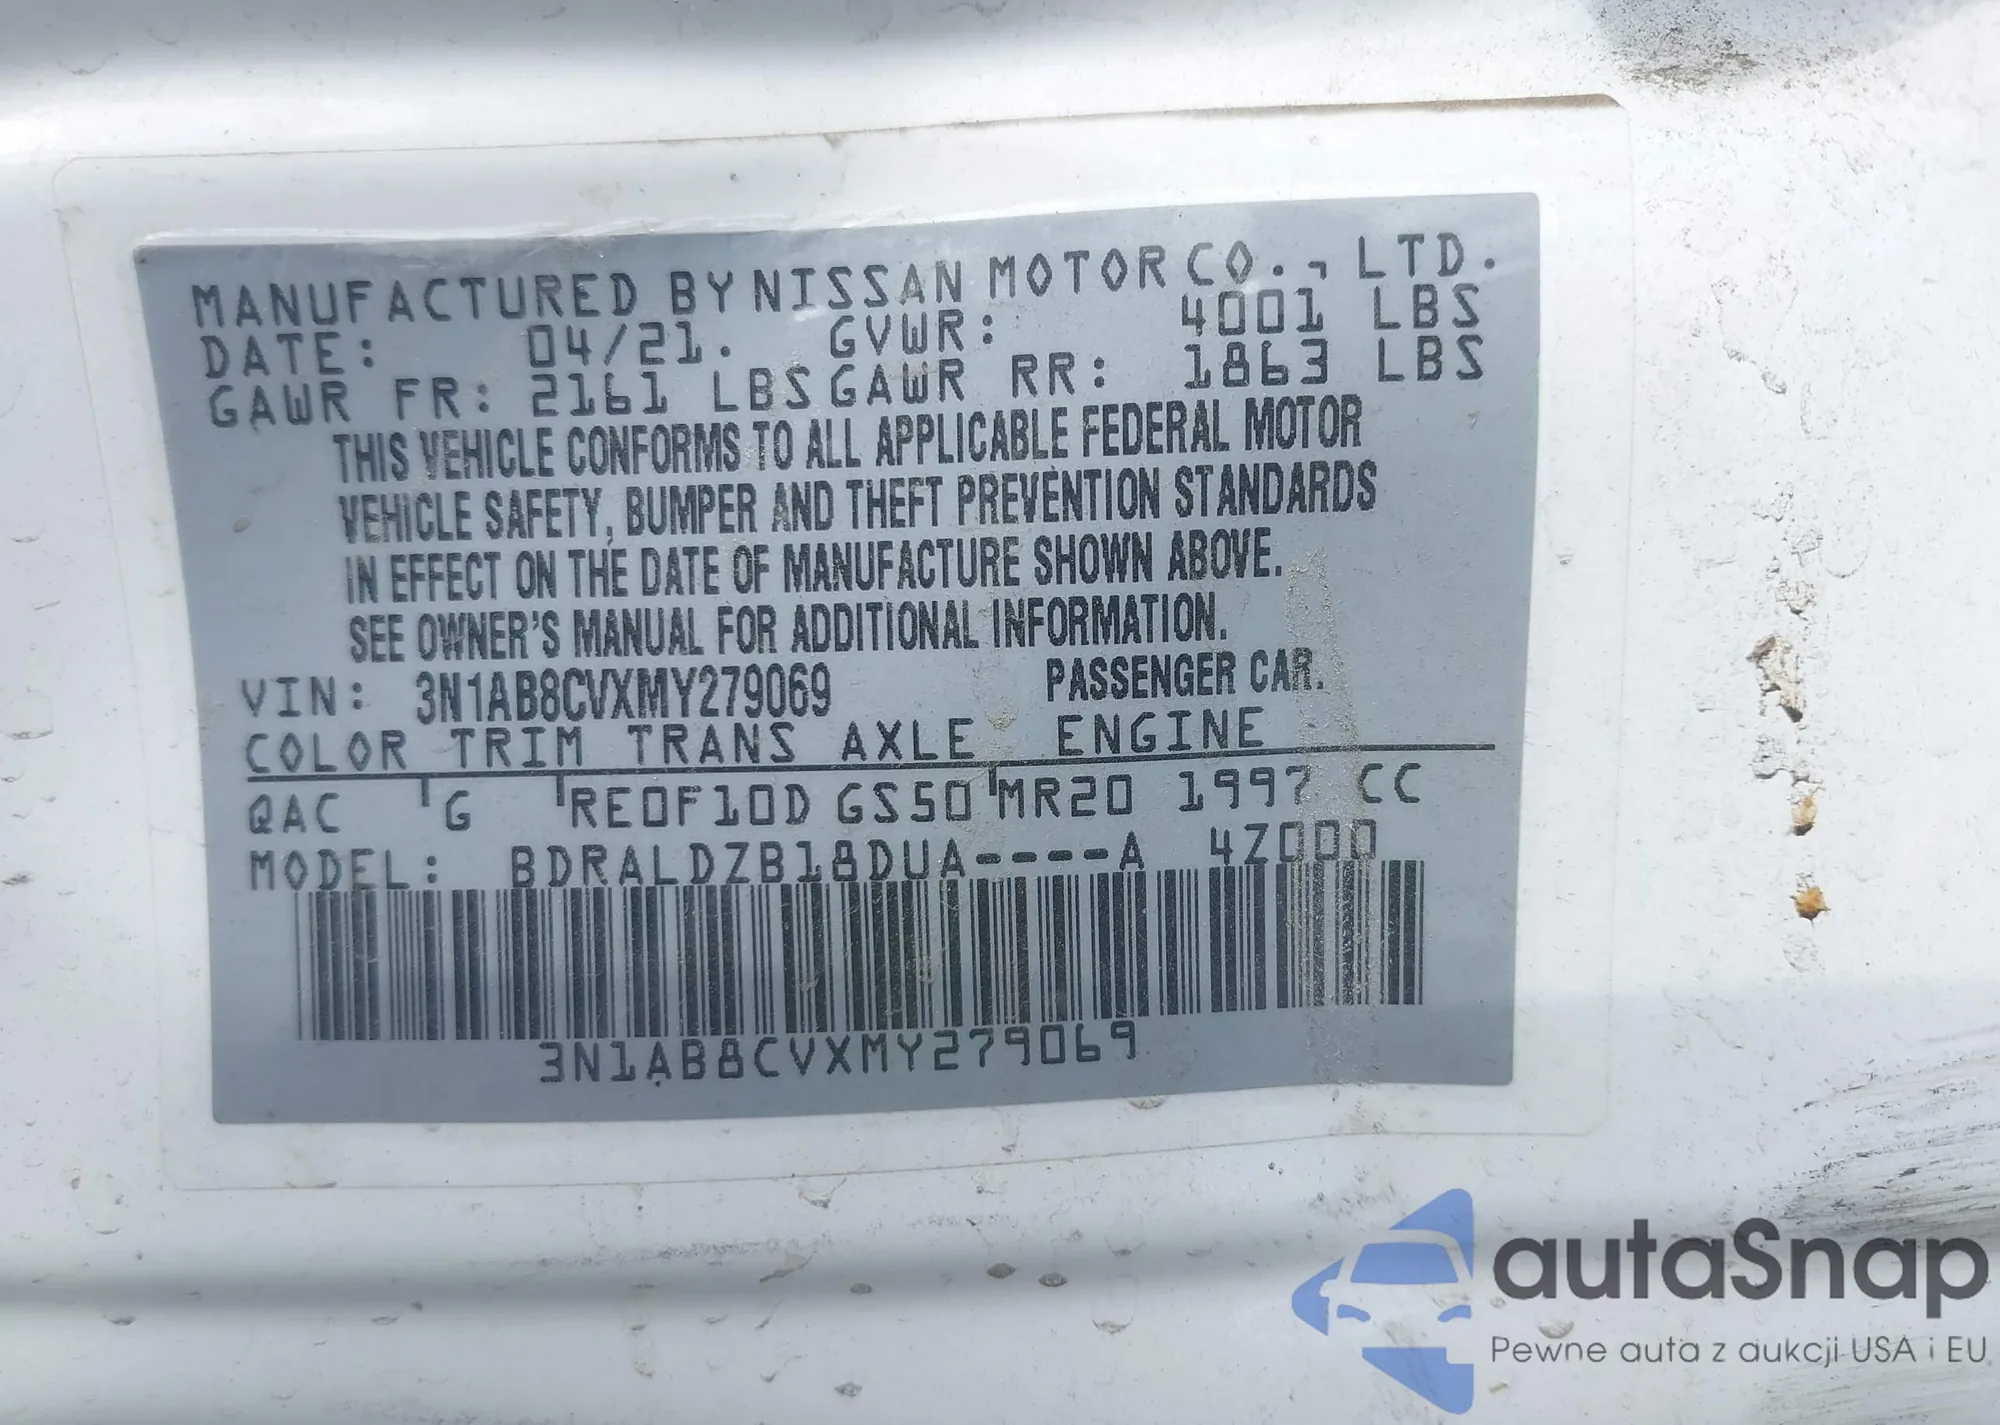 MANUFACTURED BY NISSAN MOTOR CO., LTD.
DATE: 04/21. GVWR: 4001 LBS
GAWR FR: 2161 LBS GAWR RR: 1863 LBS
THIS VEHICLE CONFORMS TO ALL APPLICABLE FEDERAL MOTOR
VEHICLE SAFETY, BUMPER AND THEFT PREVENTION STANDARDS
IN EFFECT ON THE DATE OF MANUFACTURE SHOWN ABOVE.
SEE OWNER'S MANUAL FOR ADDITIONAL INFORMATION.
VIN: 3N1AB8CVXMY279069 PASSENGER CAR.
COLOR TRIM TRANS AXLE ENGINE
QAC G RE0F10D GS50 MR20 1997 CC
MODEL: BDRALDZB18DUA----A 4Z000
3N1AB8CVXMY279069
autaSnap
Pewne auta z aukcji USA i EU